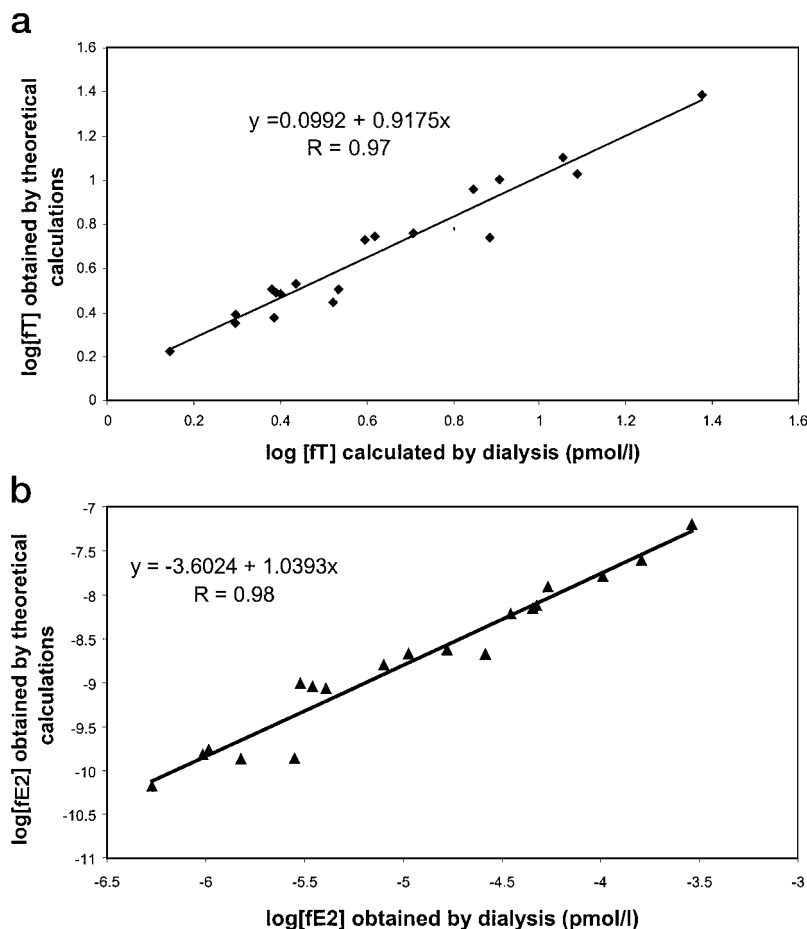 a
1.6
1.4
1.2
1
0.8
0.6
0.4
0.2
0
y =0.0992 + 0.9175x
R = 0.97
log[fT] obtained by theoretical
calculations
0 0.2 0.4 0.6 0.8 1 1.2 1.4 1.6
log [fT] calculated by dialysis (pmol/l)
b
-7
-7.5
-8
-8.5
-9
-9.5
-10
-10.5
-11
y = -3.6024 + 1.0393x
R = 0.98
log[fE2] obtained by theoretical
calculations
-6.5 -6 -5.5 -5 -4.5 -4 -3.5 -3
log[fE2] obtained by dialysis (pmol/l)